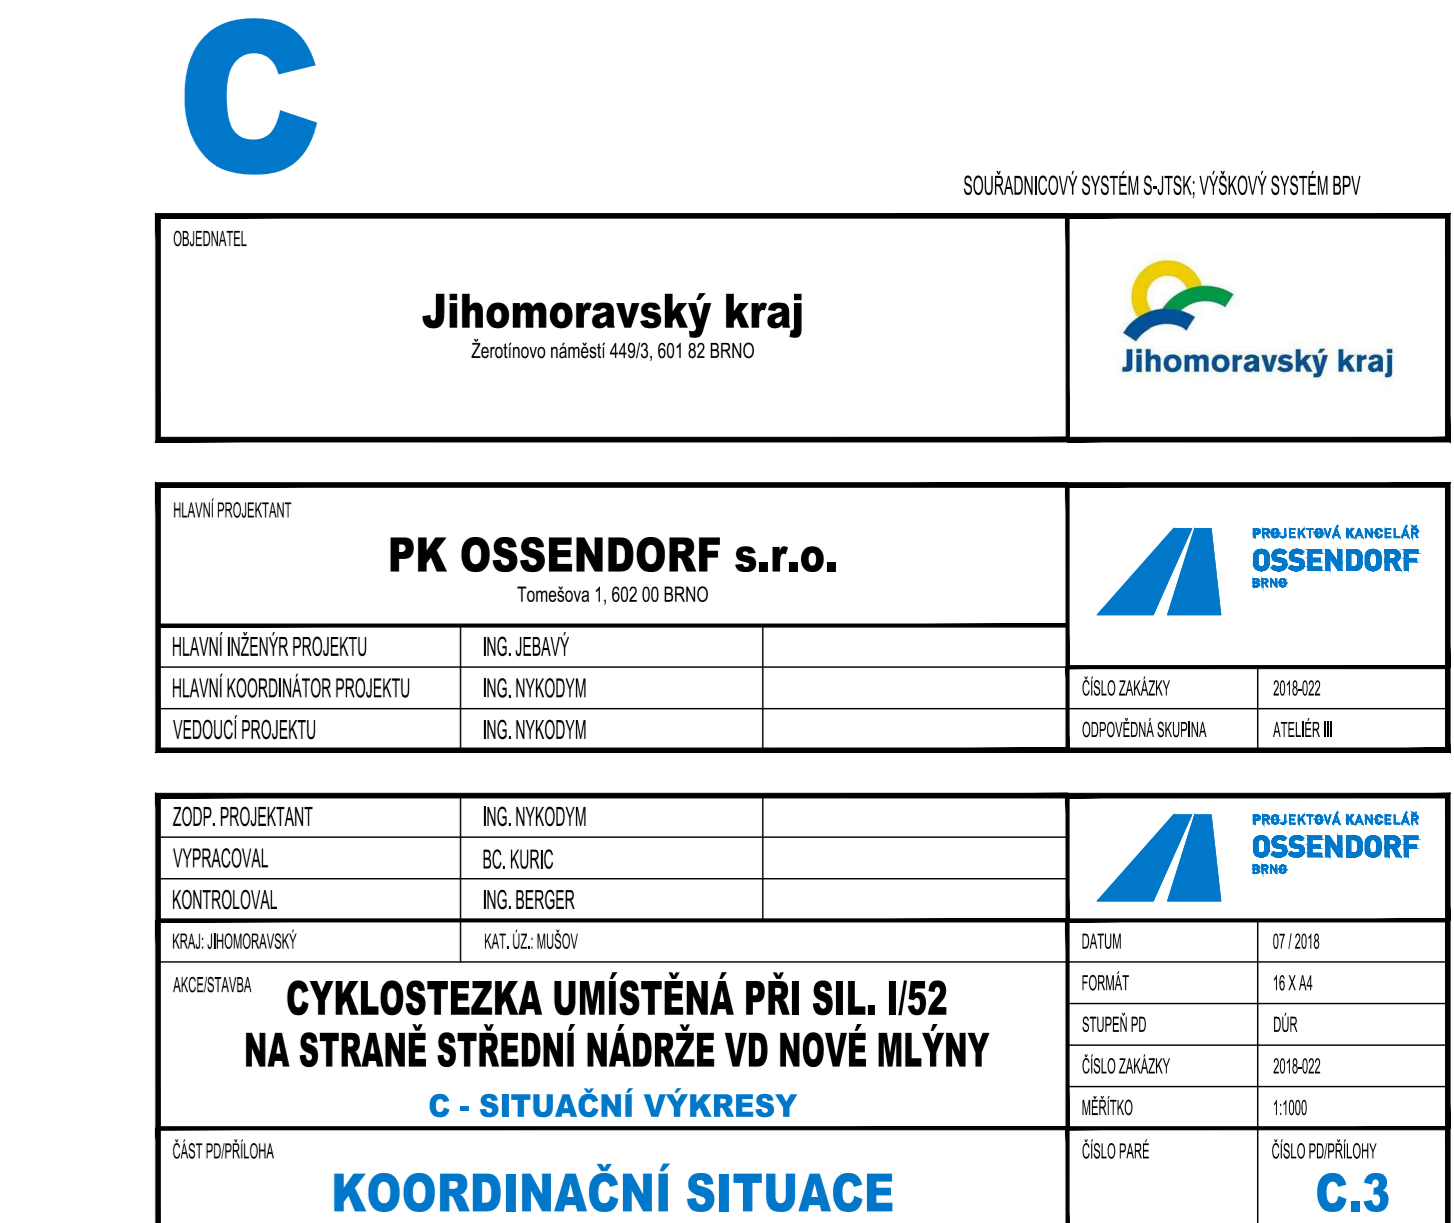 C
SOUŘADNICOVÝ SYSTÉM S-JTSK; VÝŠKOVÝ SYSTÉM BPV
OBJEDNATEL
Jihomoravský kraj
Žerotínovo náměstí 449/3, 601 82 BRNO
Jihomoravský kraj
HLAVNÍ PROJEKTANT
PK OSSENDORF s.r.o.
Tomešova 1, 602 00 BRNO
PROJEKTOVÁ KANCELÁŘ
OSSENDORF
BRNO
HLAVNÍ INŽENÝR PROJEKTU ING. JEBAVÝ
HLAVNÍ KOORDINÁTOR PROJEKTU ING. NYKODYM
VEDOUCÍ PROJEKTU ING. NYKODYM
ČÍSLO ZAKÁZKY 2018-022
ODPOVĚDNÁ SKUPINA ATELIÉR III
ZODP. PROJEKTANT ING. NYKODYM
VYPRACOVAL BC. KURIC
KONTROLOVAL ING. BERGER
PROJEKTOVÁ KANCELÁŘ
OSSENDORF
BRNO
KRAJ: JIHOMORAVSKÝ KAT. ÚZ.: MUŠOV
AKCE/STAVBA
CYKLOSTEZKA UMÍSTĚNÁ PŘI SIL. I/52
NA STRANĚ STŘEDNÍ NÁDRŽE VD NOVÉ MLÝNY
C - SITUAČNÍ VÝKRESY
DATUM 07 / 2018
FORMÁT 16 X A4
STUPEŇ PD DÚR
ČÍSLO ZAKÁZKY 2018-022
MĚŘÍTKO 1:1000
ČÁST PD/PŘÍLOHA
KOORDINAČNÍ SITUACE
ČÍSLO PARÉ
ČÍSLO PD/PŘÍLOHY
C.3